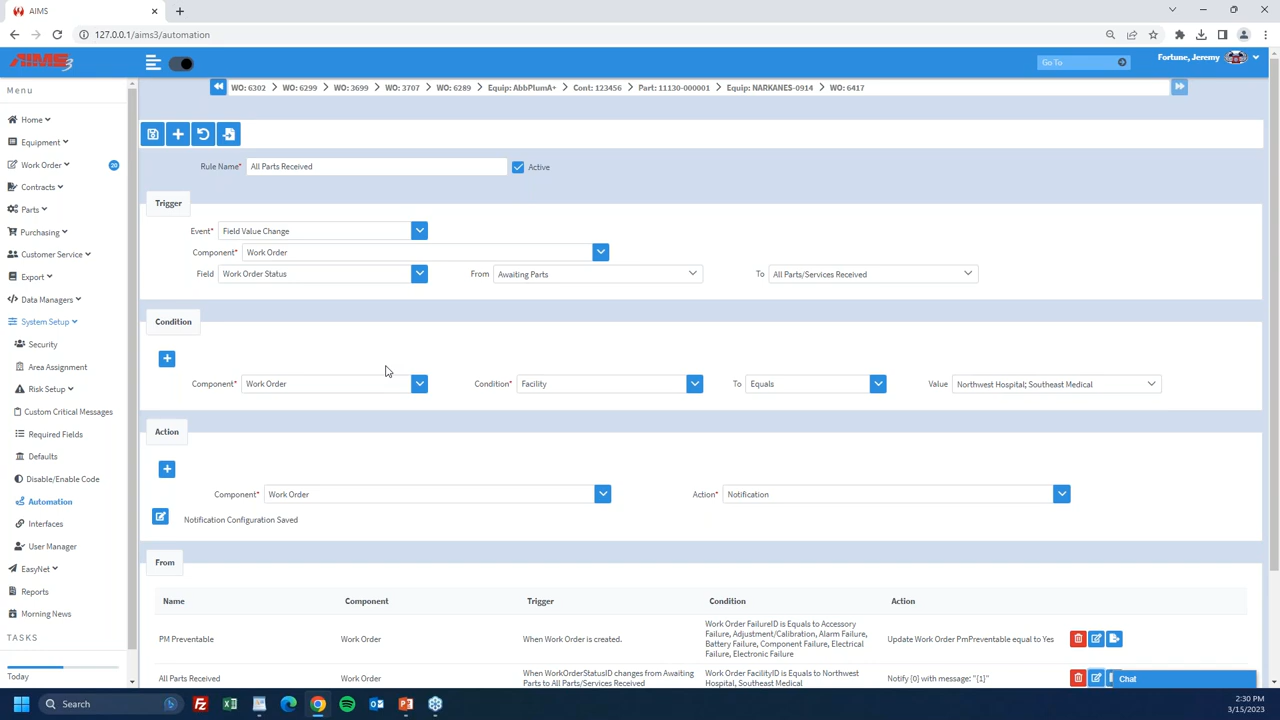 AIMS
127.0.0.1/aims3/automation
AIMS3
Go To
Fortune, Jeremy
Menu
WO: 6302 > WO: 6299 > WO: 3699 > WO: 3707 > WO: 6289 > Equip: AbbPlumA+ > Cont: 123456 > Part: 11130-000001 > Equip: NARKANES-0914 > WO: 6417
Home
Equipment
Work Order 20
Contracts
Parts
Purchasing
Customer Service
Export
Data Managers
System Setup
Security
Area Assignment
Risk Setup
Custom Critical Messages
Required Fields
Defaults
Disable/Enable Code
Automation
Interfaces
User Manager
EasyNet
Reports
Morning News
TASKS
Today
Rule Name* All Parts Received Active
Trigger
Event* Field Value Change
Component* Work Order
Field Work Order Status From Awaiting Parts To All Parts/Services Received
Condition
Component* Work Order Condition* Facility To Equals Value Northwest Hospital; Southeast Medical
Action
Component* Work Order Action* Notification
Notification Configuration Saved
From
Name Component Trigger Condition Action
PM Preventable Work Order When Work Order is created. Work Order FailureID is Equals to Accessory
Failure, Adjustment/Calibration, Alarm Failure,
Battery Failure, Component Failure, Electrical
Failure, Electronic Failure
Update Work Order PmPreventable equal to Yes
All Parts Received Work Order When WorkOrderStatusID changes from Awaiting
Parts to All Parts/Services Received
Work Order FacilityID is Equals to Northwest
Hospital, Southeast Medical
Notify {0} with message: "{1}"
Chat
Search
2:30 PM
3/15/2023